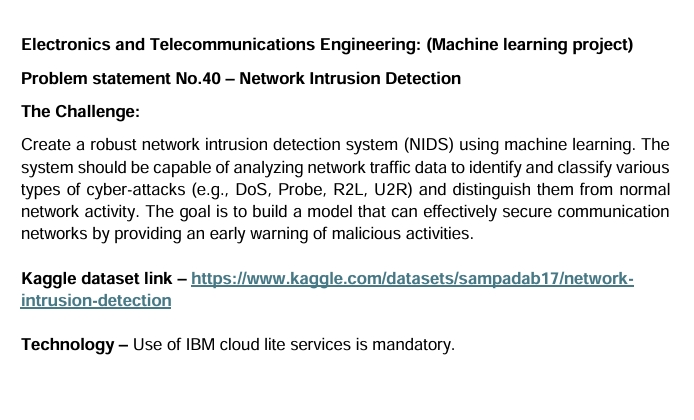 Electronics and Telecommunications Engineering: (Machine learning project)
Problem statement No.40 – Network Intrusion Detection
The Challenge:
Create a robust network intrusion detection system (NIDS) using machine learning. The
system should be capable of analyzing network traffic data to identify and classify various
types of cyber-attacks (e.g., DoS, Probe, R2L, U2R) and distinguish them from normal
network activity. The goal is to build a model that can effectively secure communication
networks by providing an early warning of malicious activities.
Kaggle dataset link – https://www.kaggle.com/datasets/sampadab17/network-
intrusion-detection
Technology – Use of IBM cloud lite services is mandatory.